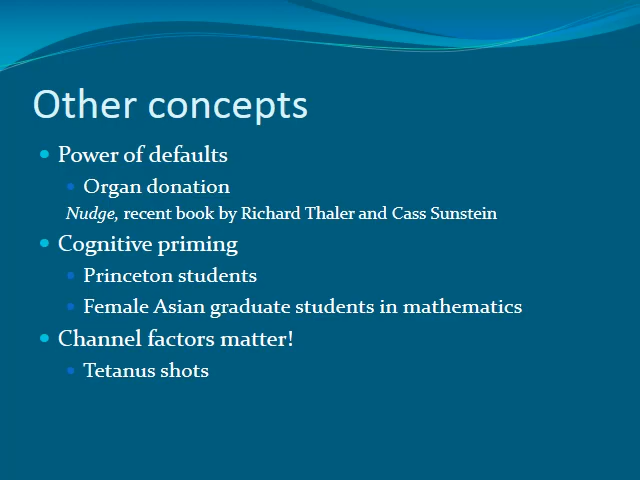 Other concepts
Power of defaults
Organ donation
Nudge, recent book by Richard Thaler and Cass Sunstein
Cognitive priming
Princeton students
Female Asian graduate students in mathematics
Channel factors matter!
Tetanus shots